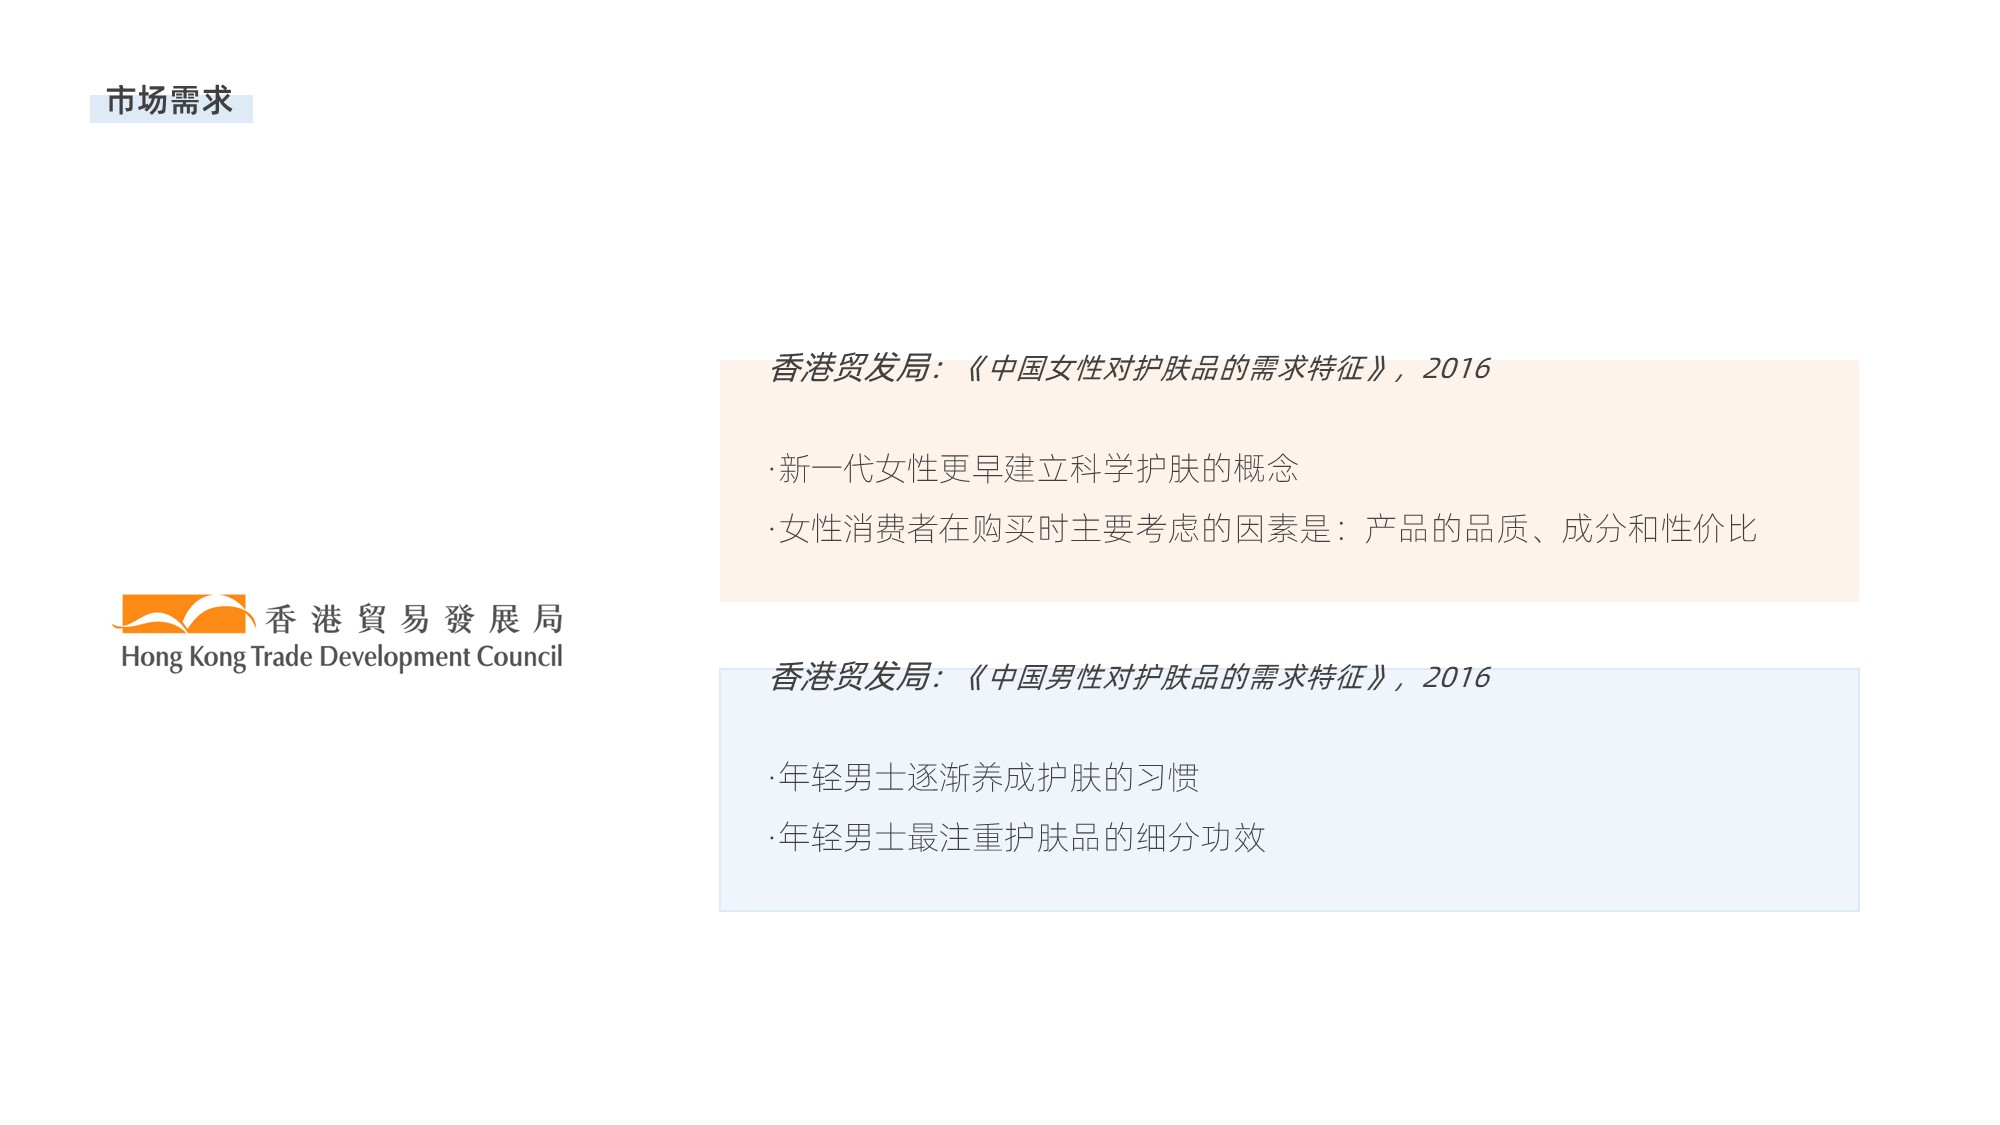 市场需求
香港贸发局：《中国女性对护肤品的需求特征》，2016
·新一代女性更早建立科学护肤的概念
·女性消费者在购买时主要考虑的因素是：产品的品质、成分和性价比
香港貿易發展局
Hong Kong Trade Development Council
香港贸发局：《中国男性对护肤品的需求特征》，2016
·年轻男士逐渐养成护肤的习惯
·年轻男士最注重护肤品的细分功效